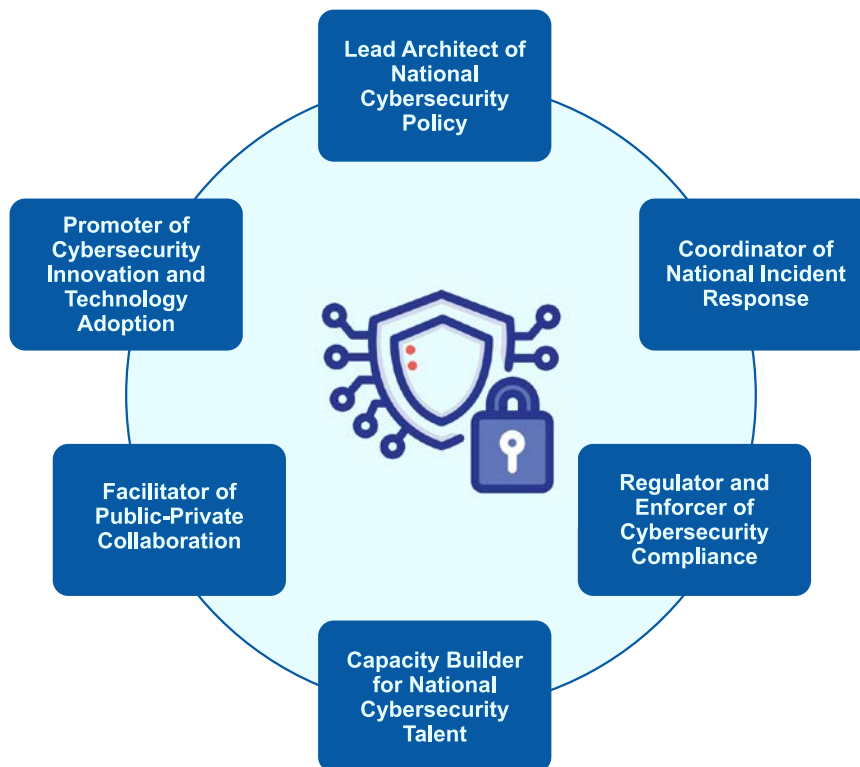 Lead Architect of
National
Cybersecurity
Policy
Promoter of
Cybersecurity
Innovation and
Technology
Adoption
Coordinator of
National Incident
Response
Facilitator of
Public-Private
Collaboration
Regulator and
Enforcer of
Cybersecurity
Compliance
Capacity Builder
for National
Cybersecurity
Talent